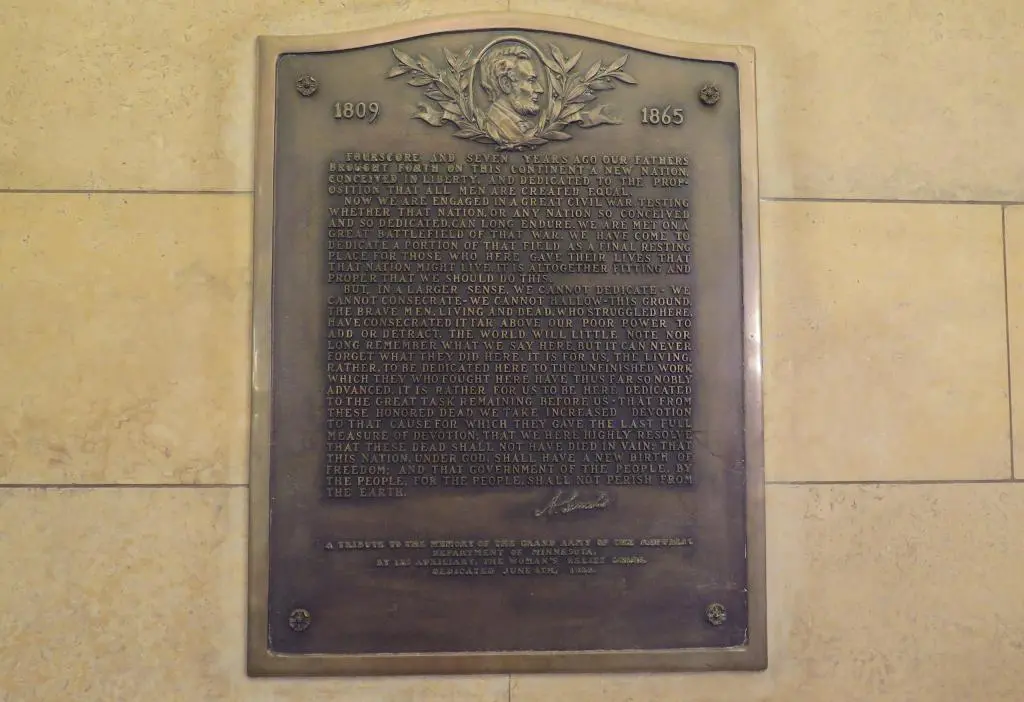 1809
1865
FOURSCORE AND SEVEN YEARS AGO OUR FATHERS
BROUGHT FORTH ON THIS CONTINENT A NEW NATION,
CONCEIVED IN LIBERTY, AND DEDICATED TO THE PROP-
OSITION THAT ALL MEN ARE CREATED EQUAL.
NOW WE ARE ENGAGED IN A GREAT CIVIL WAR, TESTING
WHETHER THAT NATION, OR ANY NATION SO CONCEIVED
AND SO DEDICATED, CAN LONG ENDURE. WE ARE MET ON A
GREAT BATTLEFIELD OF THAT WAR. WE HAVE COME TO
DEDICATE A PORTION OF THAT FIELD AS A FINAL RESTING
PLACE FOR THOSE WHO HERE GAVE THEIR LIVES THAT
THAT NATION MIGHT LIVE. IT IS ALTOGETHER FITTING AND
PROPER THAT WE SHOULD DO THIS.
BUT, IN A LARGER SENSE, WE CANNOT DEDICATE - WE
CANNOT CONSECRATE - WE CANNOT HALLOW - THIS GROUND.
THE BRAVE MEN, LIVING AND DEAD, WHO STRUGGLED HERE,
HAVE CONSECRATED IT FAR ABOVE OUR POOR POWER TO
ADD OR DETRACT. THE WORLD WILL LITTLE NOTE NOR
LONG REMEMBER WHAT WE SAY HERE, BUT IT CAN NEVER
FORGET WHAT THEY DID HERE. IT IS FOR US, THE LIVING,
RATHER, TO BE DEDICATED HERE TO THE UNFINISHED WORK
WHICH THEY WHO FOUGHT HERE HAVE THUS FAR SO NOBLY
ADVANCED. IT IS RATHER FOR US TO BE HERE DEDICATED
TO THE GREAT TASK REMAINING BEFORE US - THAT FROM
THESE HONORED DEAD WE TAKE INCREASED DEVOTION
TO THAT CAUSE FOR WHICH THEY GAVE THE LAST FULL
MEASURE OF DEVOTION; THAT WE HERE HIGHLY RESOLVE
THAT THESE DEAD SHALL NOT HAVE DIED IN VAIN; THAT
THIS NATION, UNDER GOD, SHALL HAVE A NEW BIRTH OF
FREEDOM; AND THAT GOVERNMENT OF THE PEOPLE, BY
THE PEOPLE, FOR THE PEOPLE, SHALL NOT PERISH FROM
THE EARTH.
A. Lincoln
A TRIBUTE TO THE MEMORY OF THE GRAND ARMY OF THE REPUBLIC
DEPARTMENT OF MINNESOTA,
BY ITS AUXILIARY, THE WOMAN'S RELIEF CORPS.
DEDICATED JUNE 4TH,